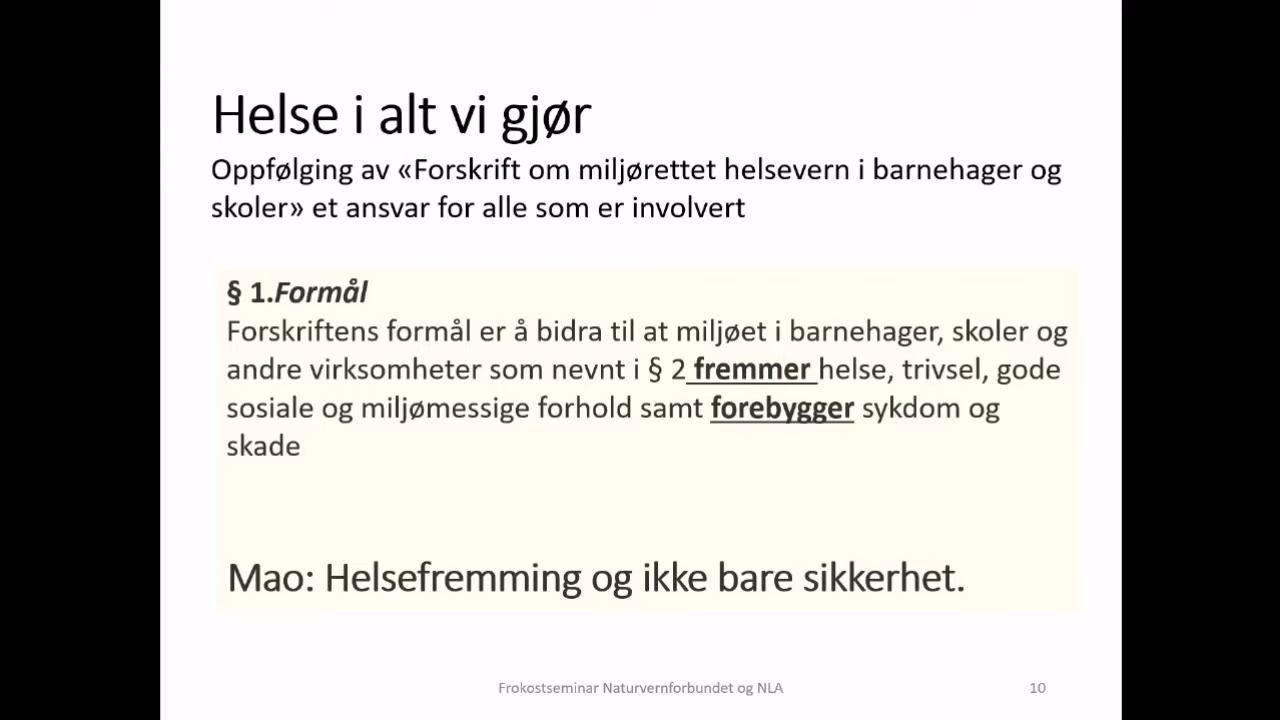 Helse i alt vi gjør
Oppfølging av «Forskrift om miljørettet helsevern i barnehager og
skoler» et ansvar for alle som er involvert
§ 1.Formål
Forskriftens formål er å bidra til at miljøet i barnehager, skoler og
andre virksomheter som nevnt i § 2 fremmer helse, trivsel, gode
sosiale og miljømessige forhold samt forebygger sykdom og
skade
Mao: Helsefremming og ikke bare sikkerhet.
Frokostseminar Naturvernforbundet og NLA
10